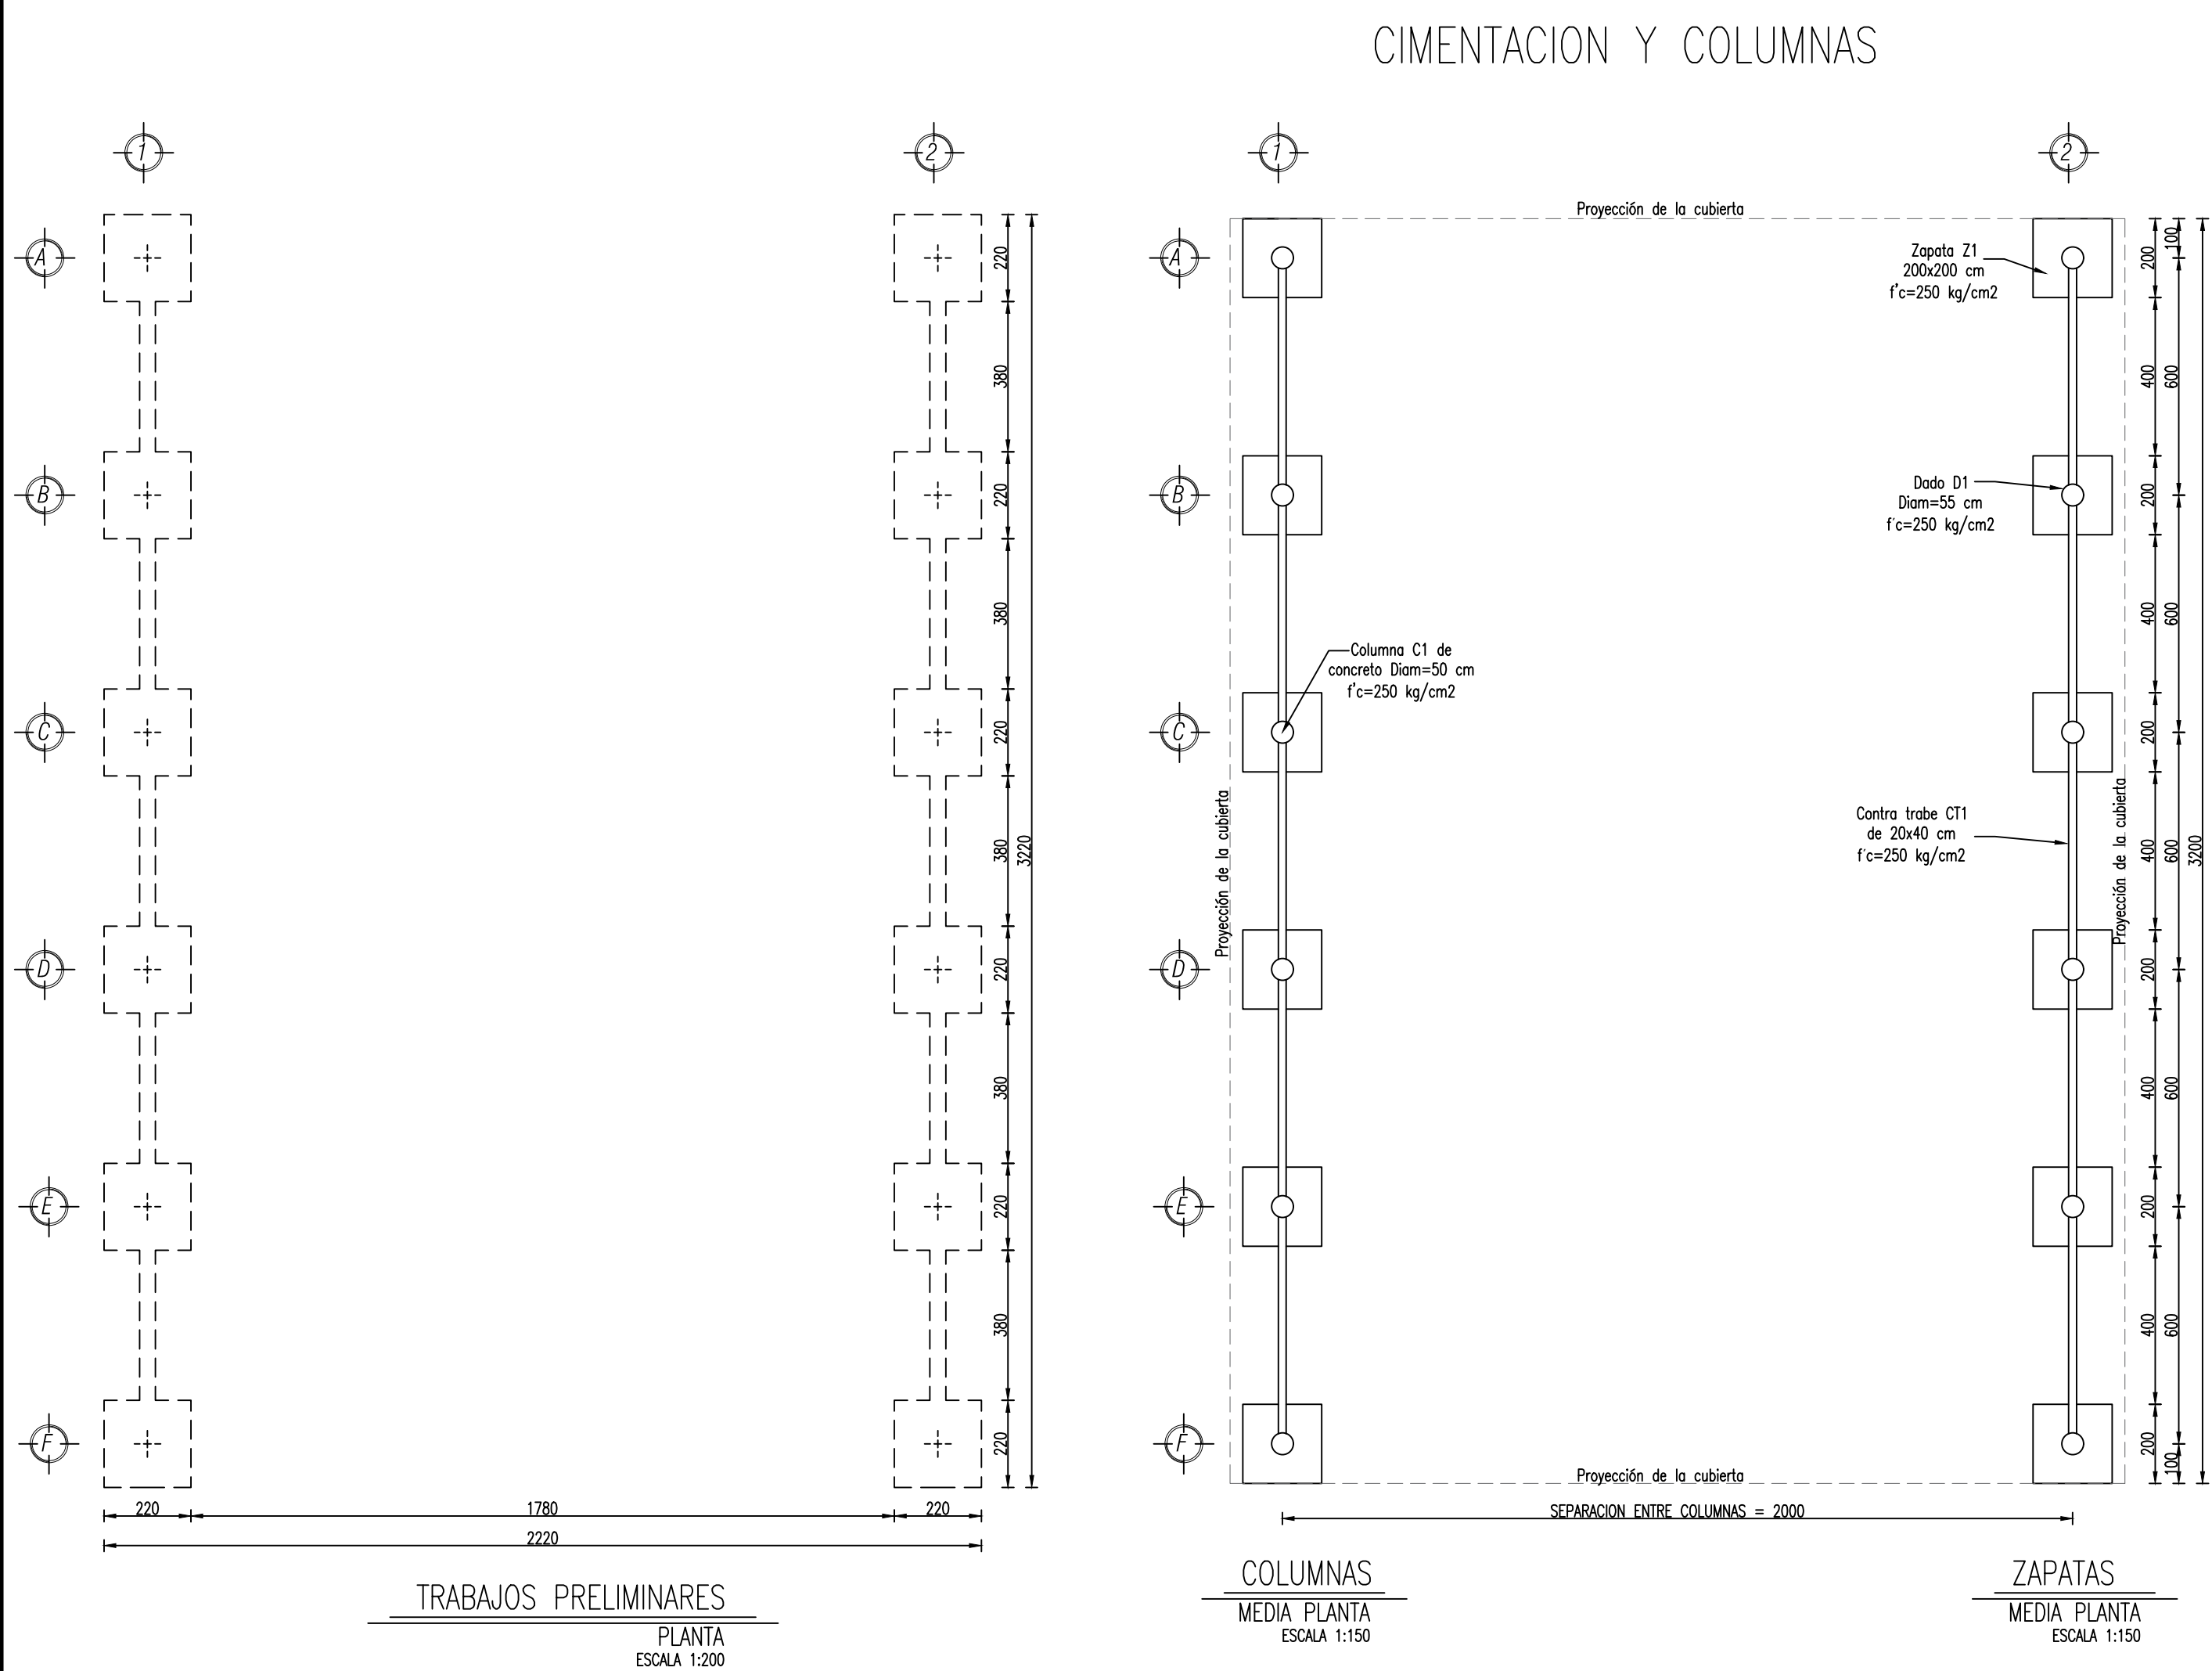 CIMENTACION Y COLUMNAS
1
2
A
B
C
D
E
F
220
380
220
380
220
380
220
380
220
380
220
3220
220
1780
220
2220
TRABAJOS PRELIMINARES
PLANTA
ESCALA 1:200
1
2
A
B
C
D
E
F
Proyección de la cubierta
Zapata Z1
200x200 cm
f'c=250 kg/cm2
Dado D1
Diam=55 cm
f'c=250 kg/cm2
Columna C1 de
concreto Diam=50 cm
f'c=250 kg/cm2
Contra trabe CT1
de 20x40 cm
f'c=250 kg/cm2
Proyección de la cubierta
Proyección de la cubierta
Proyección de la cubierta
200
400
200
400
200
400
200
400
200
400
200
100
600
600
600
600
600
100
3200
SEPARACION ENTRE COLUMNAS = 2000
COLUMNAS
MEDIA PLANTA
ESCALA 1:150
ZAPATAS
MEDIA PLANTA
ESCALA 1:150